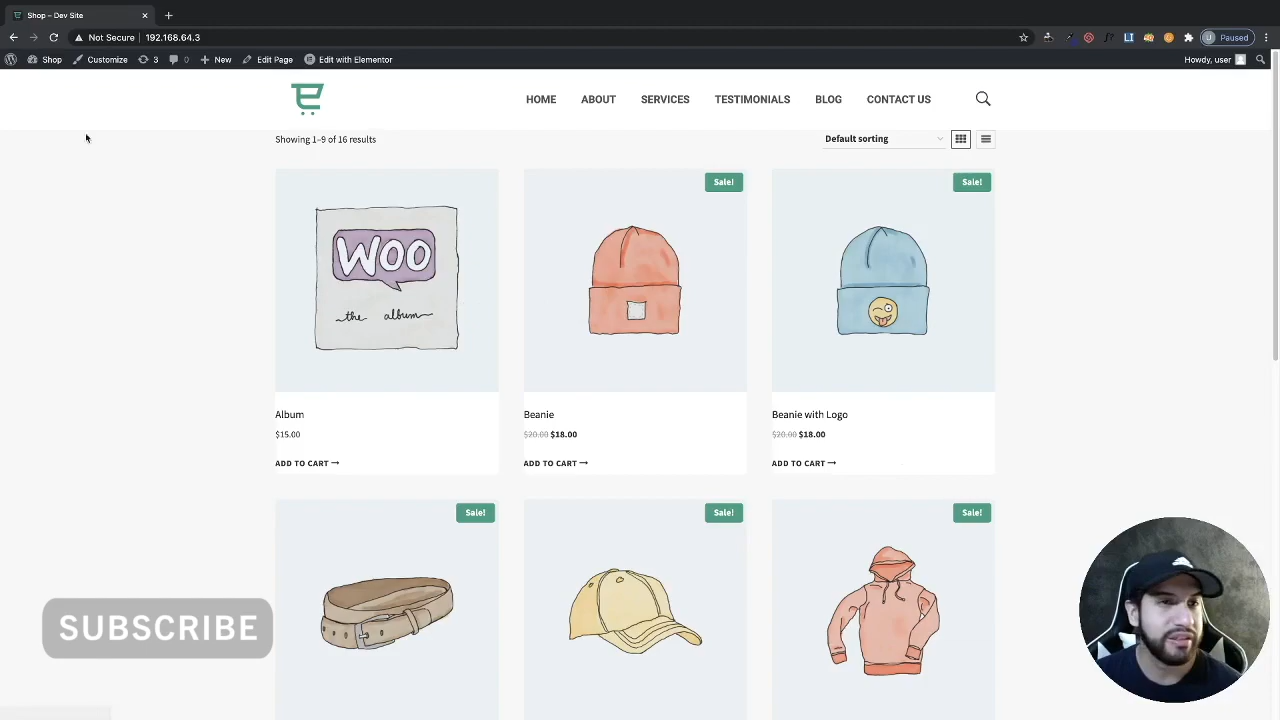 Shop – Dev Site
Not Secure | 192.168.64.3
Paused
Shop Customize 3 0 New Edit Page Edit with Elementor Howdy, user
HOME ABOUT SERVICES TESTIMONIALS BLOG CONTACT US
Showing 1–9 of 16 results
Default sorting
Sale!
Sale!
WOO
the album
Album
Beanie
Beanie with Logo
$15.00
$20.00 $18.00
$20.00 $18.00
ADD TO CART
ADD TO CART
ADD TO CART
Sale!
Sale!
Sale!
SUBSCRIBE